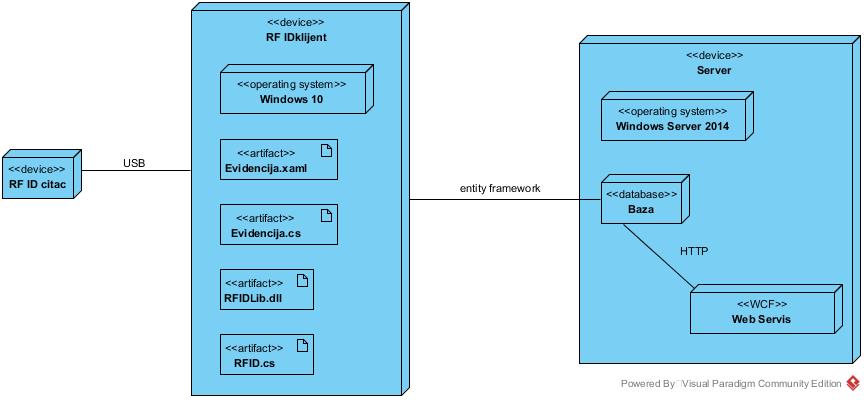 <<device>>
RF ID citac
USB
<<device>>
RF IDklijent
<<operating system>>
Windows 10
<<artifact>>
Evidencija.xaml
<<artifact>>
Evidencija.cs
<<artifact>>
RFIDLib.dll
<<artifact>>
RFID.cs
entity framework
<<device>>
Server
<<operating system>>
Windows Server 2014
<<database>>
Baza
HTTP
<<WCF>>
Web Servis
Powered By Visual Paradigm Community Edition